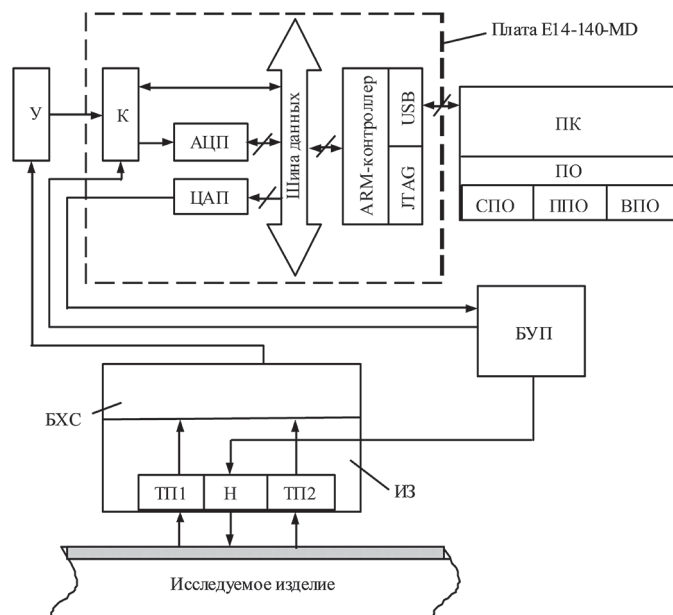 Плата E14-140-MD
У
К
АЦП
ЦАП
Шина данных
ARM-контроллер
USB
JTAG
ПК
ПО
СПО
ППО
ВПО
БУП
БХС
ТП1
Н
ТП2
ИЗ
Исследуемое изделие